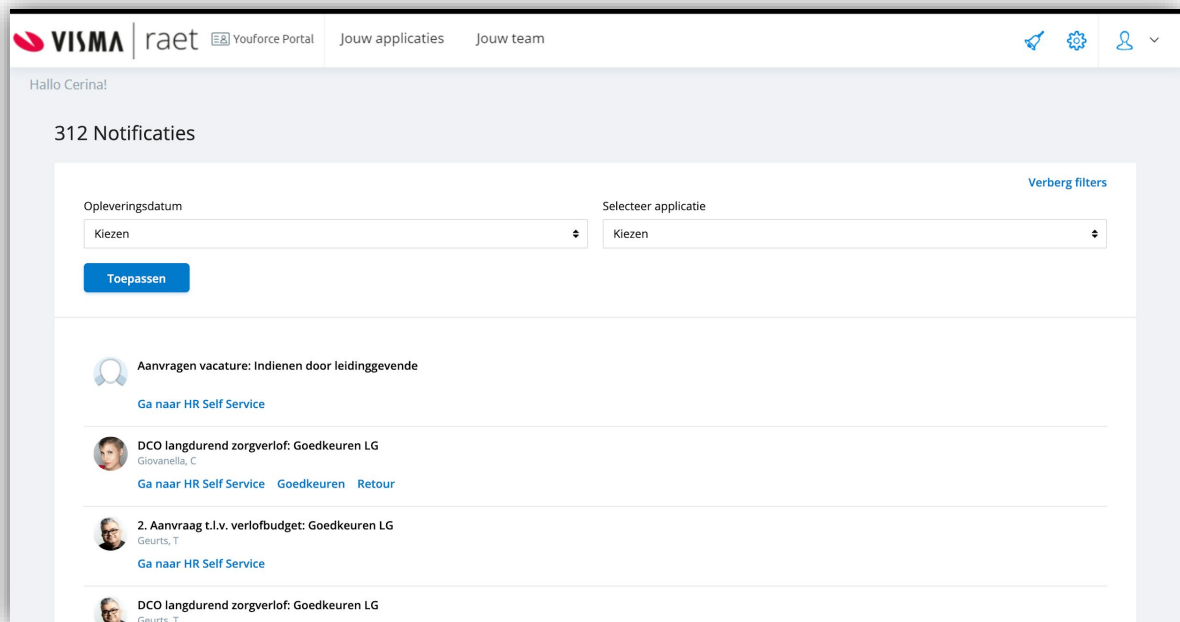 VISMA raet Youforce Portal Jouw applicaties Jouw team
Hallo Cerina!
312 Notificaties
Verberg filters
Opleveringsdatum Selecteer applicatie
Kiezen Kiezen
Toepassen
Aanvragen vacature: Indienen door leidinggevende
Ga naar HR Self Service
DCO langdurend zorgverlof: Goedkeuren LG
Giovanella, C
Ga naar HR Self Service Goedkeuren Retour
2. Aanvraag t.l.v. verlofbudget: Goedkeuren LG
Geurts, T
Ga naar HR Self Service
DCO langdurend zorgverlof: Goedkeuren LG
Geurts, T